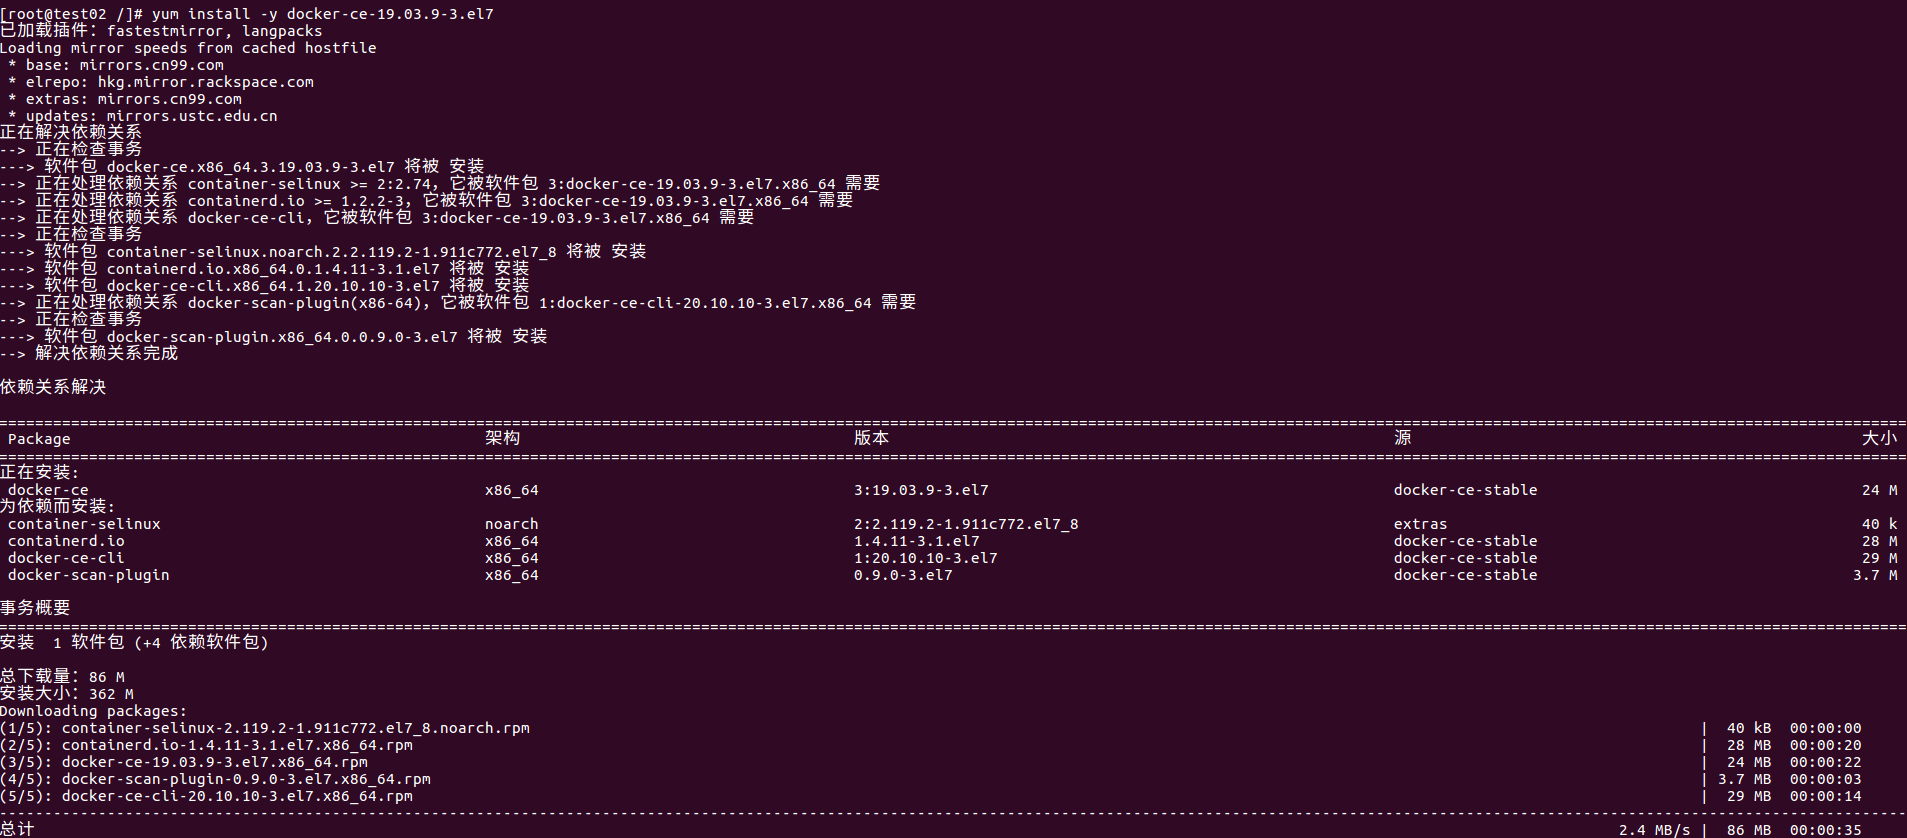 [root@test02 /]# yum install -y docker-ce-19.03.9-3.el7
已加载插件：fastestmirror, langpacks
Loading mirror speeds from cached hostfile
 * base: mirrors.cn99.com
 * elrepo: hkg.mirror.rackspace.com
 * extras: mirrors.cn99.com
 * updates: mirrors.ustc.edu.cn
正在解决依赖关系
--> 正在检查事务
---> 软件包 docker-ce.x86_64.3.19.03.9-3.el7 将被 安装
--> 正在处理依赖关系 container-selinux >= 2:2.74，它被软件包 3:docker-ce-19.03.9-3.el7.x86_64 需要
--> 正在处理依赖关系 containerd.io >= 1.2.2-3，它被软件包 3:docker-ce-19.03.9-3.el7.x86_64 需要
--> 正在处理依赖关系 docker-ce-cli，它被软件包 3:docker-ce-19.03.9-3.el7.x86_64 需要
--> 正在检查事务
---> 软件包 container-selinux.noarch.2.2.119.2-1.911c772.el7_8 将被 安装
---> 软件包 containerd.io.x86_64.0.1.4.11-3.1.el7 将被 安装
---> 软件包 docker-ce-cli.x86_64.1.20.10.10-3.el7 将被 安装
--> 正在处理依赖关系 docker-scan-plugin(x86-64)，它被软件包 1:docker-ce-cli-20.10.10-3.el7.x86_64 需要
--> 正在检查事务
---> 软件包 docker-scan-plugin.x86_64.0.0.9.0-3.el7 将被 安装
--> 解决依赖关系完成
依赖关系解决
Package 架构 版本 源 大小
正在安装:
docker-ce x86_64 3:19.03.9-3.el7 docker-ce-stable 24 M
为依赖而安装:
container-selinux noarch 2:2.119.2-1.911c772.el7_8 extras 40 k
containerd.io x86_64 1.4.11-3.1.el7 docker-ce-stable 28 M
docker-ce-cli x86_64 1:20.10.10-3.el7 docker-ce-stable 29 M
docker-scan-plugin x86_64 0.9.0-3.el7 docker-ce-stable 3.7 M
事务概要
安装  1 软件包 (+4 依赖软件包)
总下载量：86 M
安装大小：362 M
Downloading packages:
(1/5): container-selinux-2.119.2-1.911c772.el7_8.noarch.rpm | 40 kB 00:00:00
(2/5): containerd.io-1.4.11-3.1.el7.x86_64.rpm | 28 MB 00:00:20
(3/5): docker-ce-19.03.9-3.el7.x86_64.rpm | 24 MB 00:00:22
(4/5): docker-scan-plugin-0.9.0-3.el7.x86_64.rpm | 3.7 MB 00:00:03
(5/5): docker-ce-cli-20.10.10-3.el7.x86_64.rpm | 29 MB 00:00:14
总计 2.4 MB/s | 86 MB 00:00:35